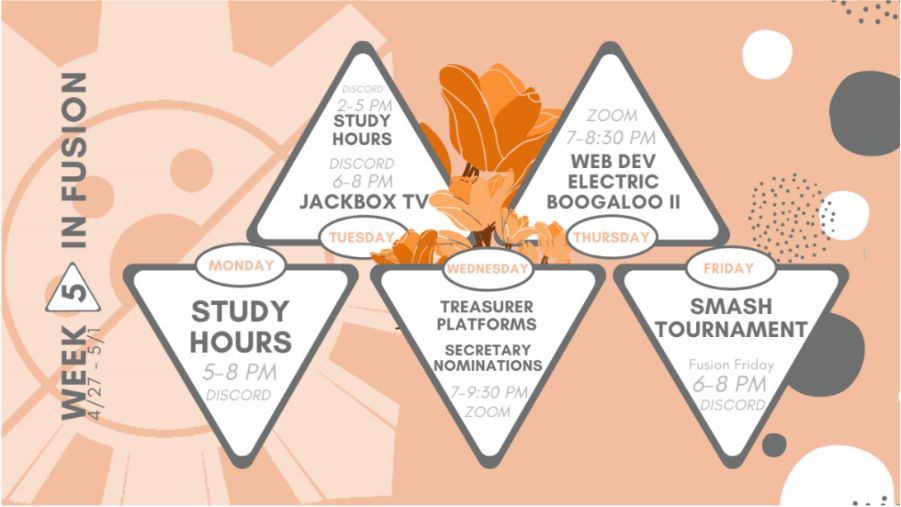 WEEK 5 IN FUSION
4/27 - 5/1
MONDAY
STUDY
HOURS
5-8 PM
DISCORD
DISCORD
2-5 PM
STUDY
HOURS
DISCORD
6-8 PM
JACKBOX TV
TUESDAY
WEDNESDAY
TREASURER
PLATFORMS
SECRETARY
NOMINATIONS
7-9:30 PM
ZOOM
ZOOM
7-8:30 PM
WEB DEV
ELECTRIC
BOOGALOO II
THURSDAY
FRIDAY
SMASH
TOURNAMENT
Fusion Friday
6-8 PM
DISCORD